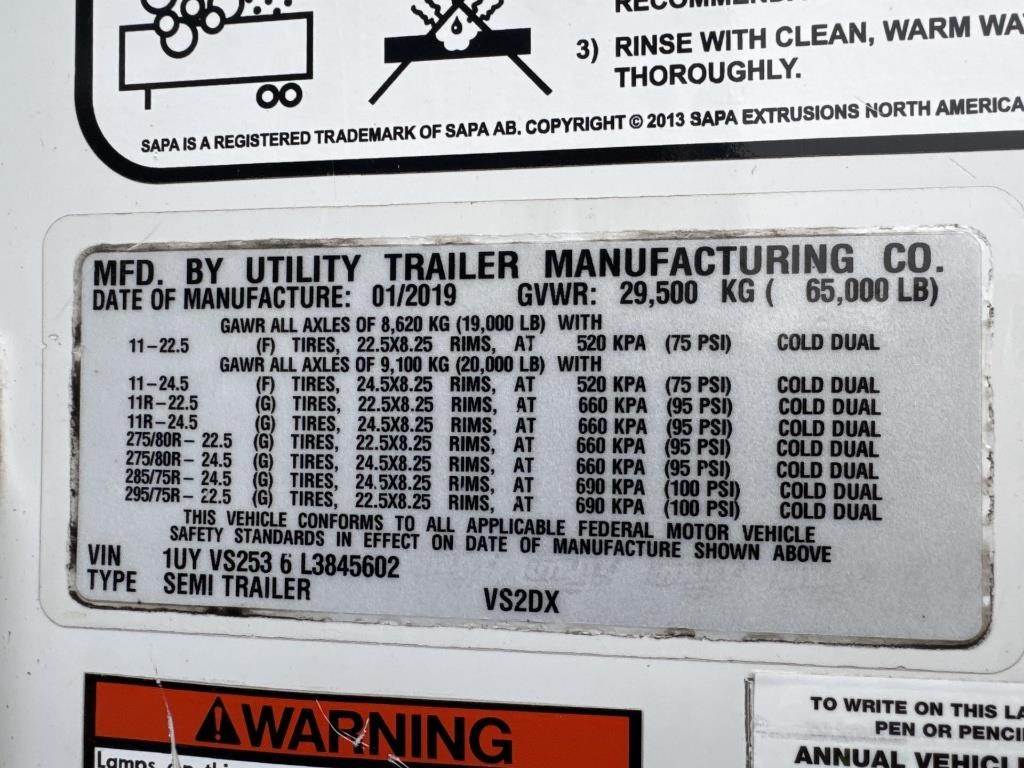 3) RINSE WITH CLEAN, WARM WA
THOROUGHLY.
SAPA IS A REGISTERED TRADEMARK OF SAPA AB. COPYRIGHT © 2013 SAPA EXTRUSIONS NORTH AMERICA
MFD. BY UTILITY TRAILER MANUFACTURING CO.
DATE OF MANUFACTURE: 01/2019 GVWR: 29,500 KG ( 65,000 LB)
GAWR ALL AXLES OF 8,620 KG (19,000 LB) WITH
11-22.5 (F) TIRES, 22.5X8.25 RIMS, AT 520 KPA (75 PSI) COLD DUAL
GAWR ALL AXLES OF 9,100 KG (20,000 LB) WITH
11-24.5 (F) TIRES, 24.5X8.25 RIMS, AT 520 KPA (75 PSI) COLD DUAL
11R-22.5 (G) TIRES, 22.5X8.25 RIMS, AT 660 KPA (95 PSI) COLD DUAL
11R-24.5 (G) TIRES, 24.5X8.25 RIMS, AT 660 KPA (95 PSI) COLD DUAL
275/80R- 22.5 (G) TIRES, 22.5X8.25 RIMS, AT 660 KPA (95 PSI) COLD DUAL
275/80R- 24.5 (G) TIRES, 24.5X8.25 RIMS, AT 660 KPA (95 PSI) COLD DUAL
285/75R- 24.5 (G) TIRES, 24.5X8.25 RIMS, AT 690 KPA (100 PSI) COLD DUAL
295/75R- 22.5 (G) TIRES, 22.5X8.25 RIMS, AT 690 KPA (100 PSI) COLD DUAL
THIS VEHICLE CONFORMS TO ALL APPLICABLE FEDERAL MOTOR VEHICLE
SAFETY STANDARDS IN EFFECT ON DATE OF MANUFACTURE SHOWN ABOVE
VIN 1UY VS253 6 L3845602
TYPE SEMI TRAILER VS2DX
WARNING
Lamps
TO WRITE ON THIS LA
PEN OR PENCI
ANNUAL VEHICL